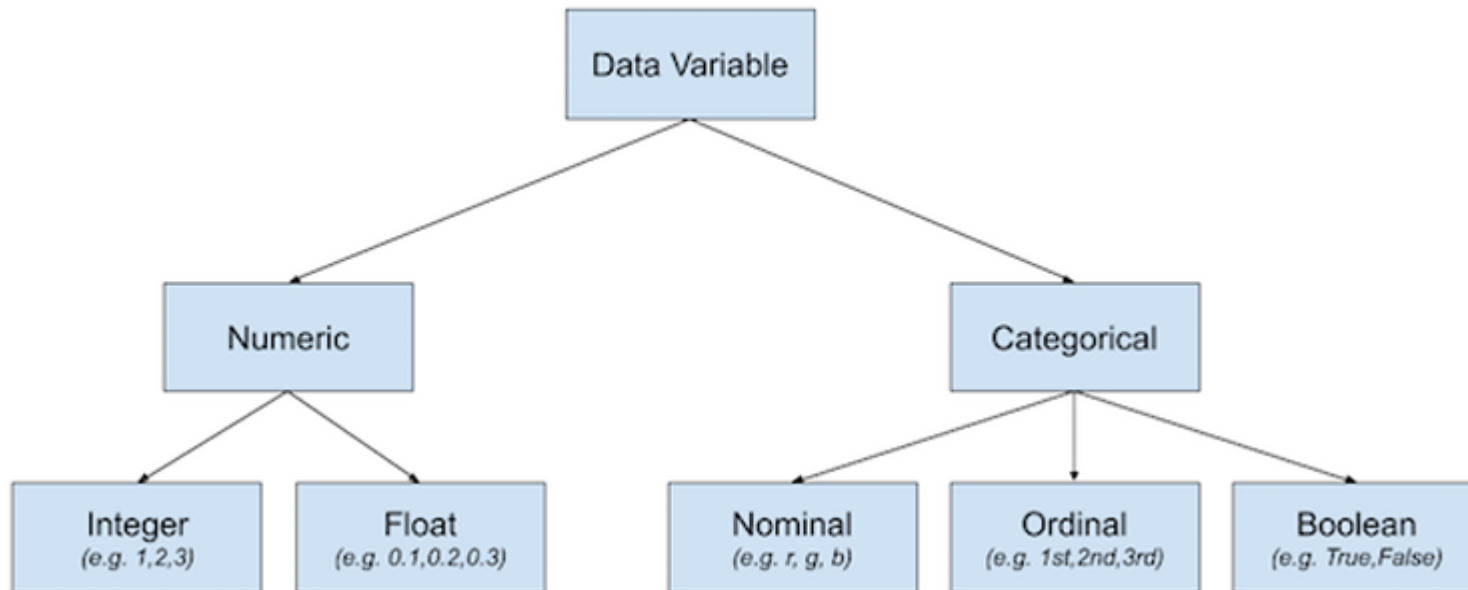 Data Variable
Numeric
Categorical
Integer
(e.g. 1,2,3)
Float
(e.g. 0.1,0.2,0.3)
Nominal
(e.g. r, g, b)
Ordinal
(e.g. 1st,2nd,3rd)
Boolean
(e.g. True,False)